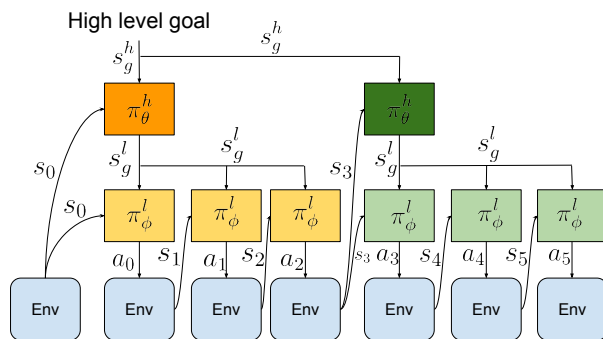 High level goal
s_g^h
s_g^h
π_θ^h
π_θ^h
s_0
s_g^l
s_g^l
s_3
s_g^l
s_g^l
s_0
π_ϕ^l
π_ϕ^l
π_ϕ^l
π_ϕ^l
π_ϕ^l
π_ϕ^l
a_0
s_1
a_1
s_2
a_2
s_3
a_3
s_4
a_4
s_5
a_5
Env
Env
Env
Env
Env
Env
Env